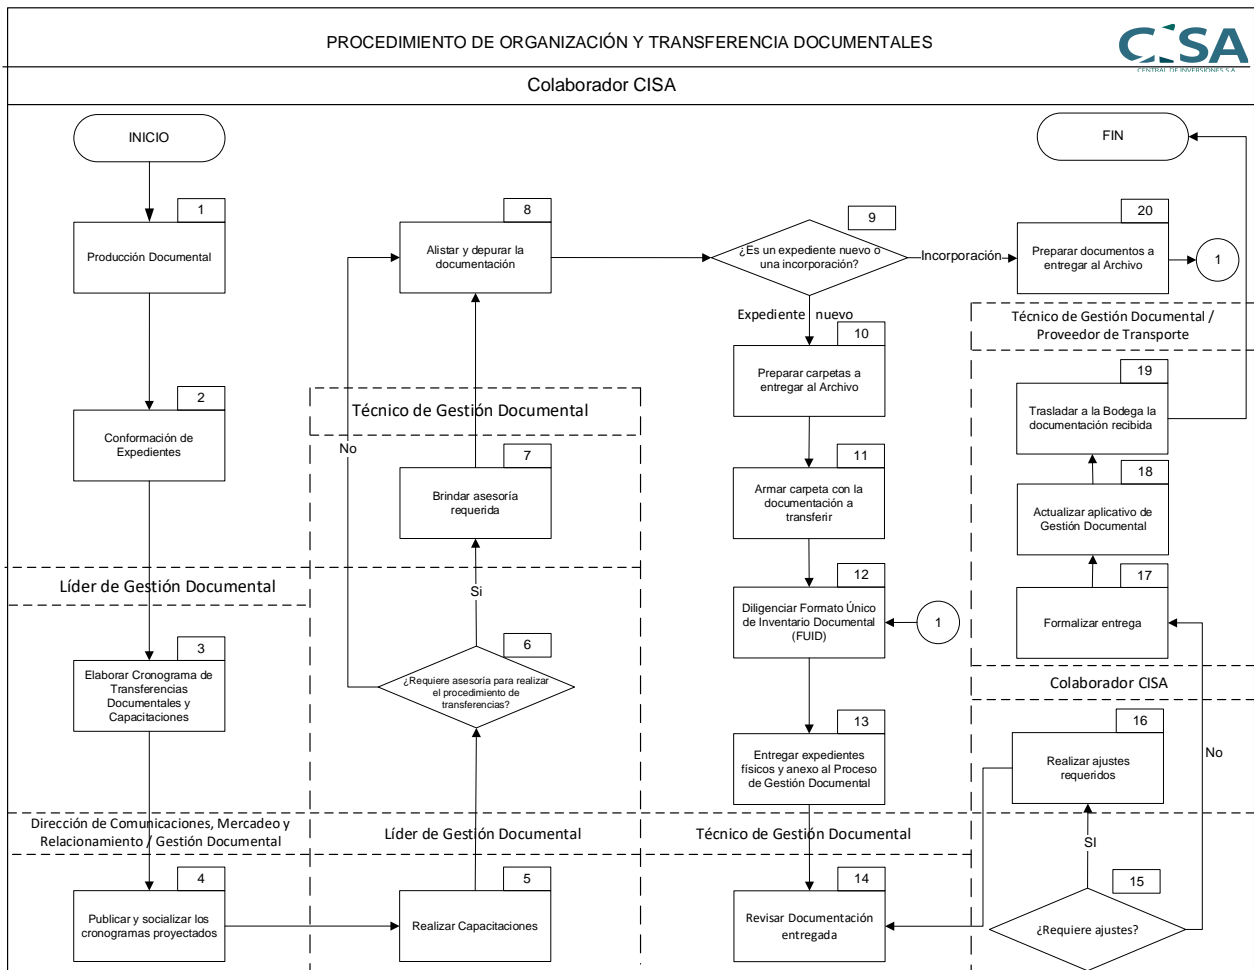 PROCEDIMIENTO DE ORGANIZACIÓN Y TRANSFERENCIA DOCUMENTALES
CISA
CENTRAL DE INVERSIONES S.A.
Colaborador CISA
INICIO
1
Producción Documental
2
Conformación de
Expedientes
Líder de Gestión Documental
3
Elaborar Cronograma de
Transferencias
Documentales y
Capacitaciones
Dirección de Comunicaciones, Mercadeo y
Relacionamiento / Gestión Documental
4
Publicar y socializar los
cronogramas proyectados
8
Alistar y depurar la
documentación
Técnico de Gestión Documental
No
7
Brindar asesoría
requerida
Si
6
¿Requiere asesoría para realizar
el procedimiento de
transferencias?
Líder de Gestión Documental
5
Realizar Capacitaciones
9
¿Es un expediente nuevo o
una incorporación?
Incorporación
Expediente nuevo
10
Preparar carpetas a
entregar al Archivo
11
Armar carpeta con la
documentación a
transferir
12
Diligenciar Formato Único
de Inventario Documental
(FUID)
1
13
Entregar expedientes
físicos y anexo al Proceso
de Gestión Documental
Técnico de Gestión Documental
14
Revisar Documentación
entregada
FIN
20
Preparar documentos a
entregar al Archivo
1
Técnico de Gestión Documental /
Proveedor de Transporte
19
Trasladar a la Bodega la
documentación recibida
18
Actualizar aplicativo de
Gestión Documental
17
Formalizar entrega
Colaborador CISA
16
Realizar ajustes
requeridos
No
SI
15
¿Requiere ajustes?